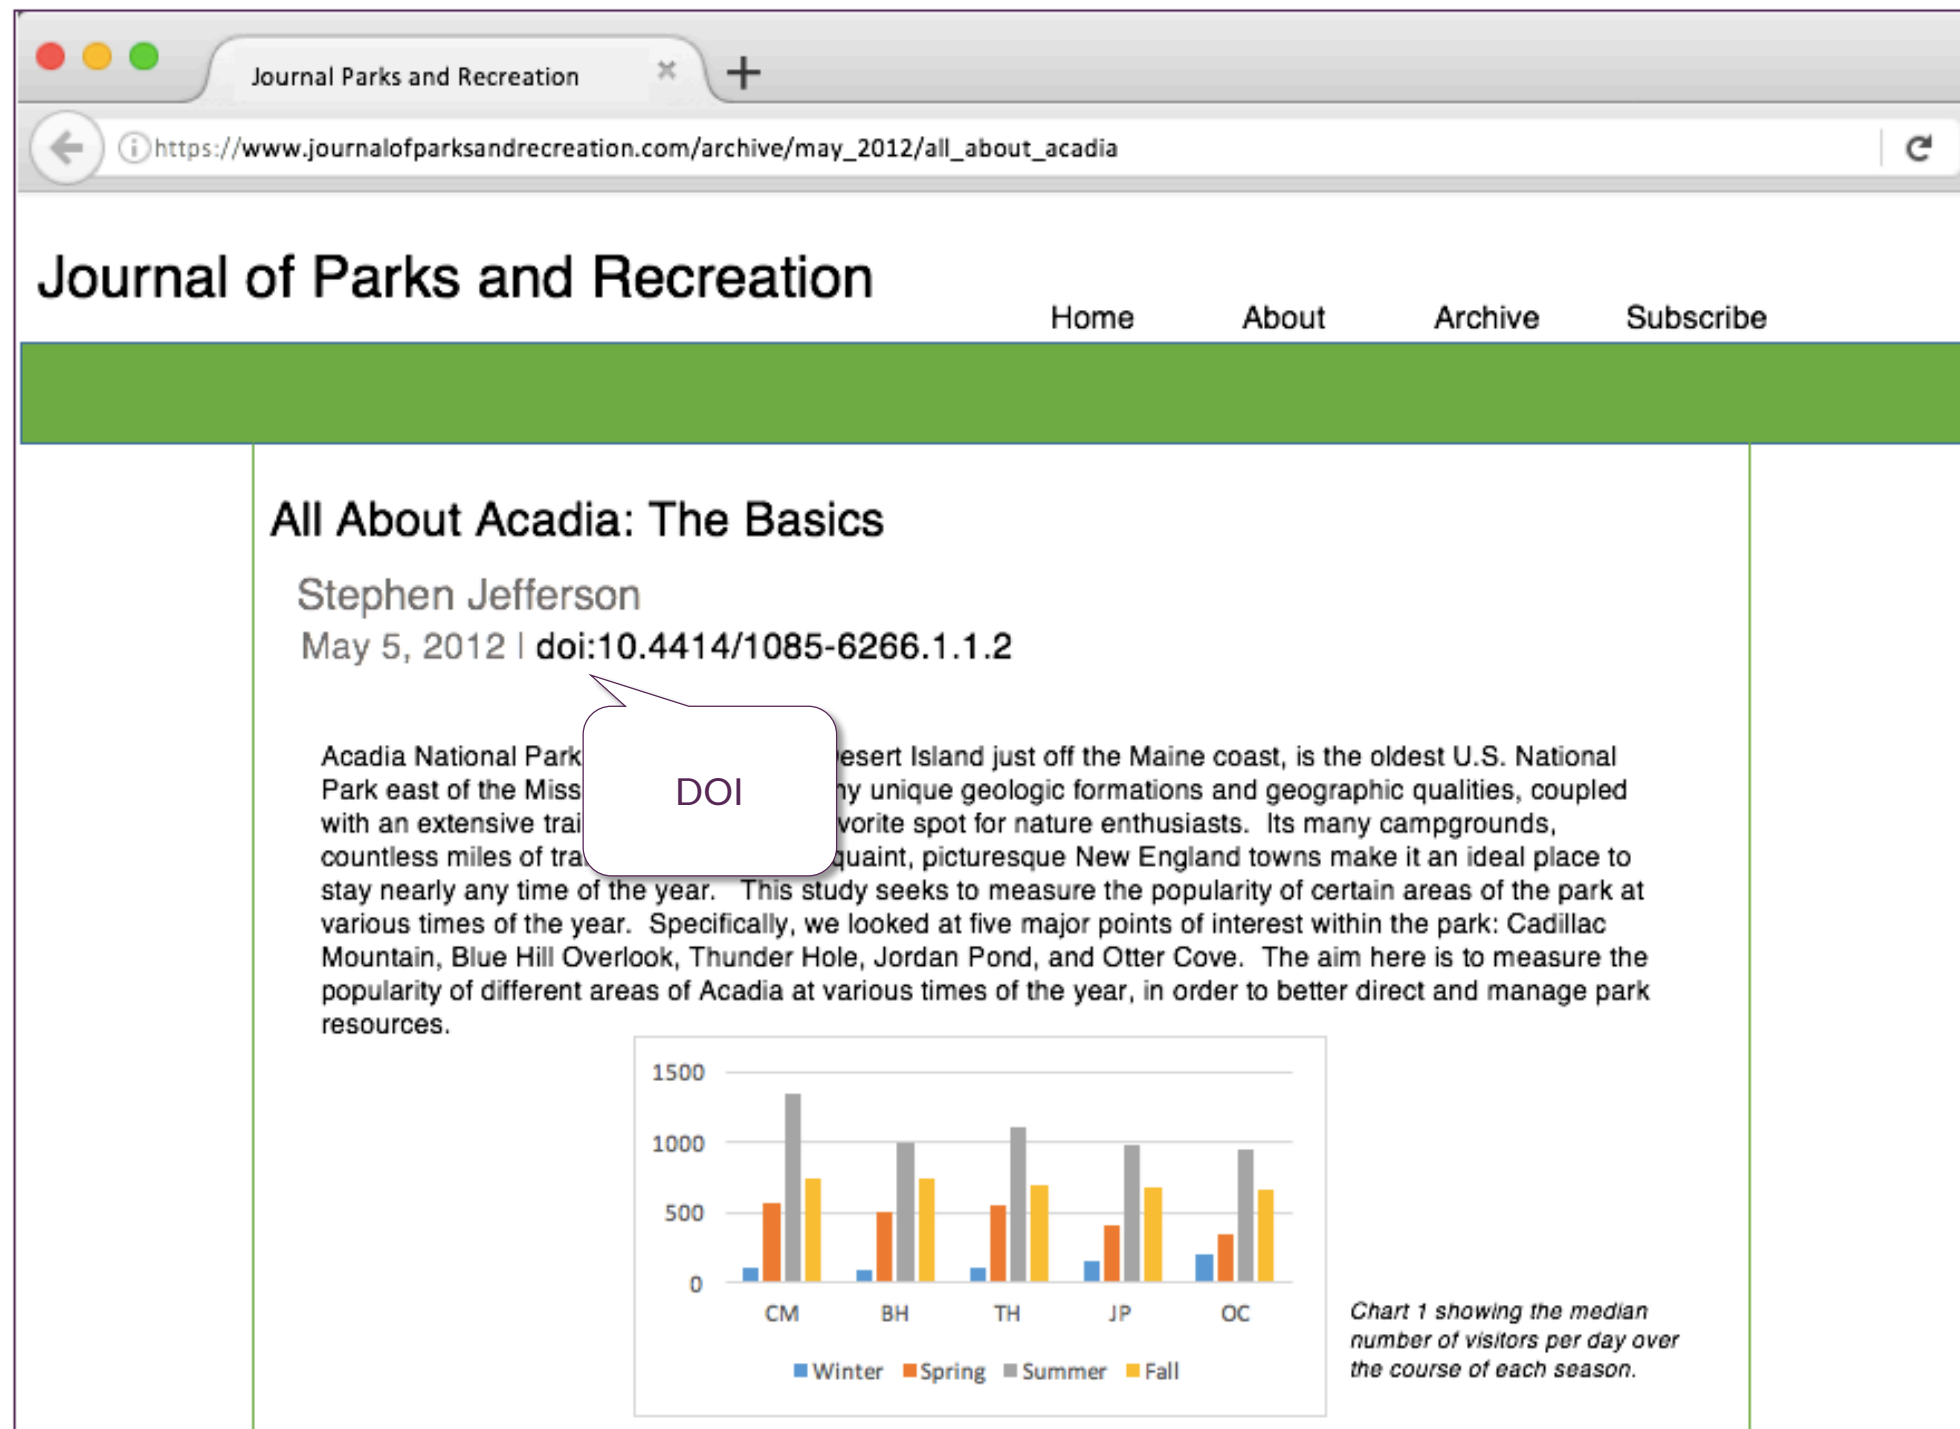 Journal Parks and Recreation
https://www.journalofparksandrecreation.com/archive/may_2012/all_about_acadia
Journal of Parks and Recreation
Home About Archive Subscribe
All About Acadia: The Basics
Stephen Jefferson
May 5, 2012 | doi:10.4414/1085-6266.1.1.2
DOI
Acadia National Park esert Island just off the Maine coast, is the oldest U.S. National
Park east of the Miss y unique geologic formations and geographic qualities, coupled
with an extensive trai vorite spot for nature enthusiasts. Its many campgrounds,
countless miles of tra quaint, picturesque New England towns make it an ideal place to
stay nearly any time of the year. This study seeks to measure the popularity of certain areas of the park at
various times of the year. Specifically, we looked at five major points of interest within the park: Cadillac
Mountain, Blue Hill Overlook, Thunder Hole, Jordan Pond, and Otter Cove. The aim here is to measure the
popularity of different areas of Acadia at various times of the year, in order to better direct and manage park
resources.
1500
1000
500
0
CM BH TH JP OC
Winter Spring Summer Fall
Chart 1 showing the median
number of visitors per day over
the course of each season.